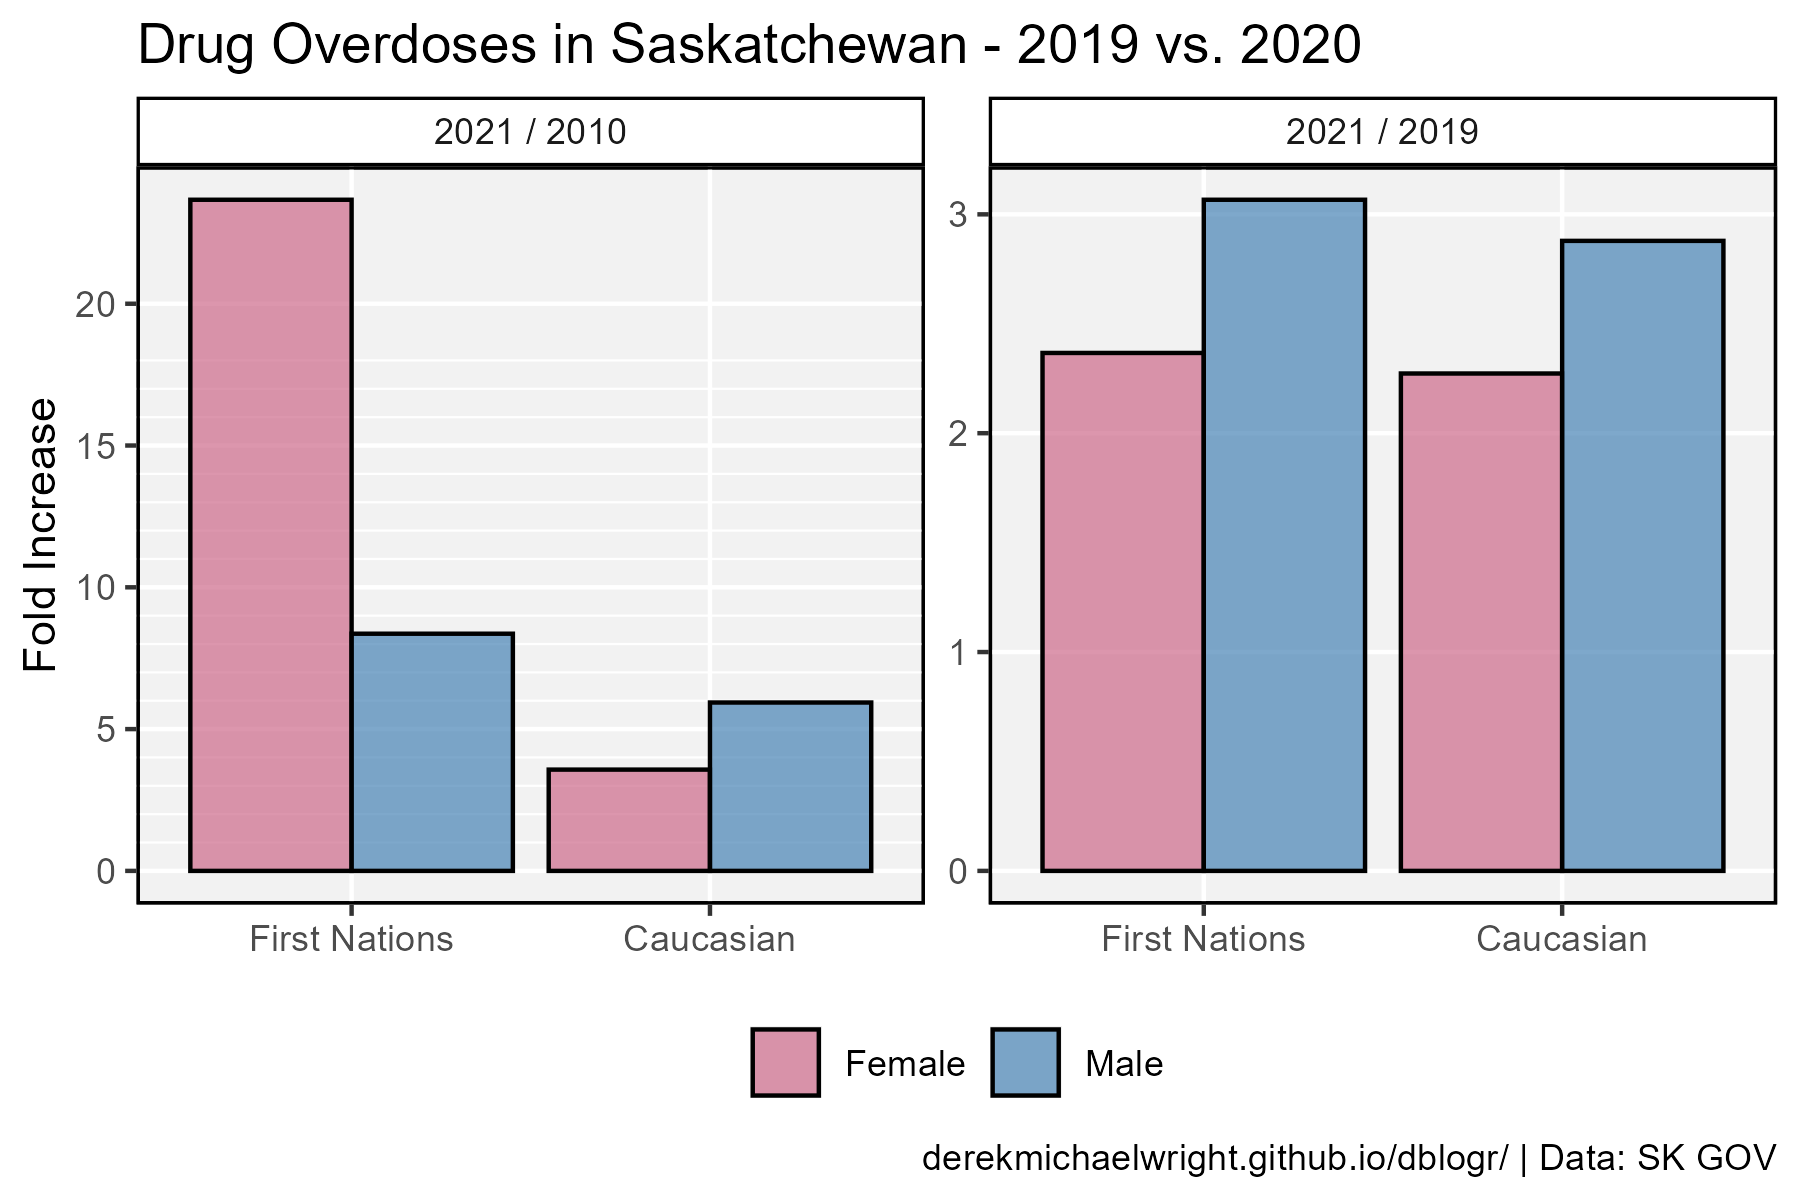 Drug Overdoses in Saskatchewan - 2019 vs. 2020
2021 / 2010
2021 / 2019
Fold Increase
20
15
10
5
0
3
2
1
0
First Nations
Caucasian
First Nations
Caucasian
Female
Male
derekmichaelwright.github.io/dblogr/ | Data: SK GOV